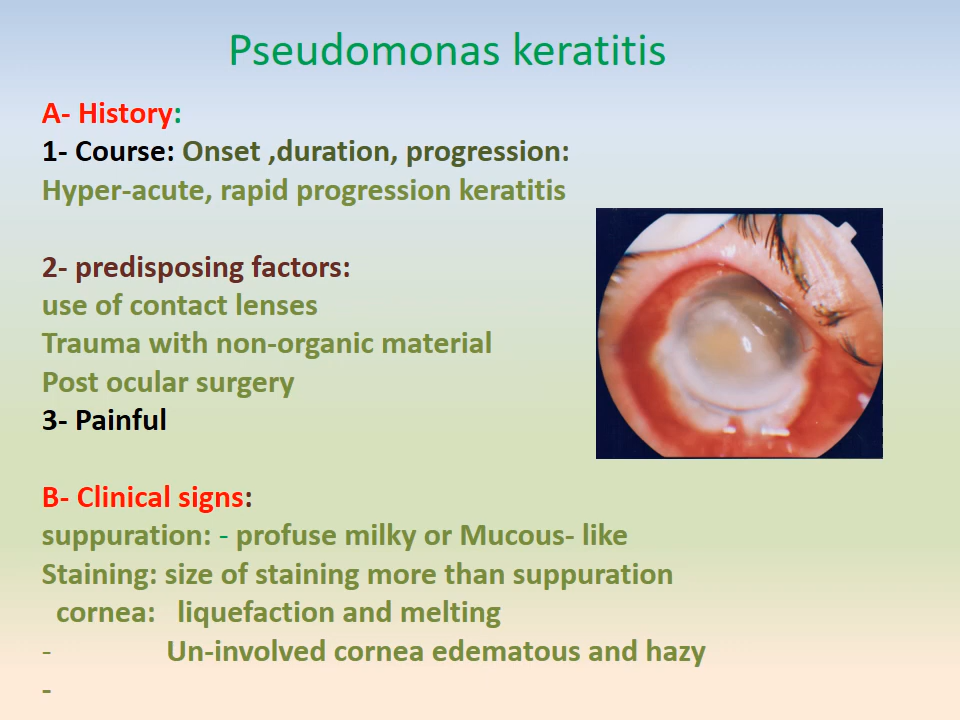 Pseudomonas keratitis
A- History:
1- Course: Onset ,duration, progression:
Hyper-acute, rapid progression keratitis
2- predisposing factors:
use of contact lenses
Trauma with non-organic material
Post ocular surgery
3- Painful
B- Clinical signs:
suppuration: - profuse milky or Mucous- like
Staining: size of staining more than suppuration
cornea: liquefaction and melting
- Un-involved cornea edematous and hazy
-